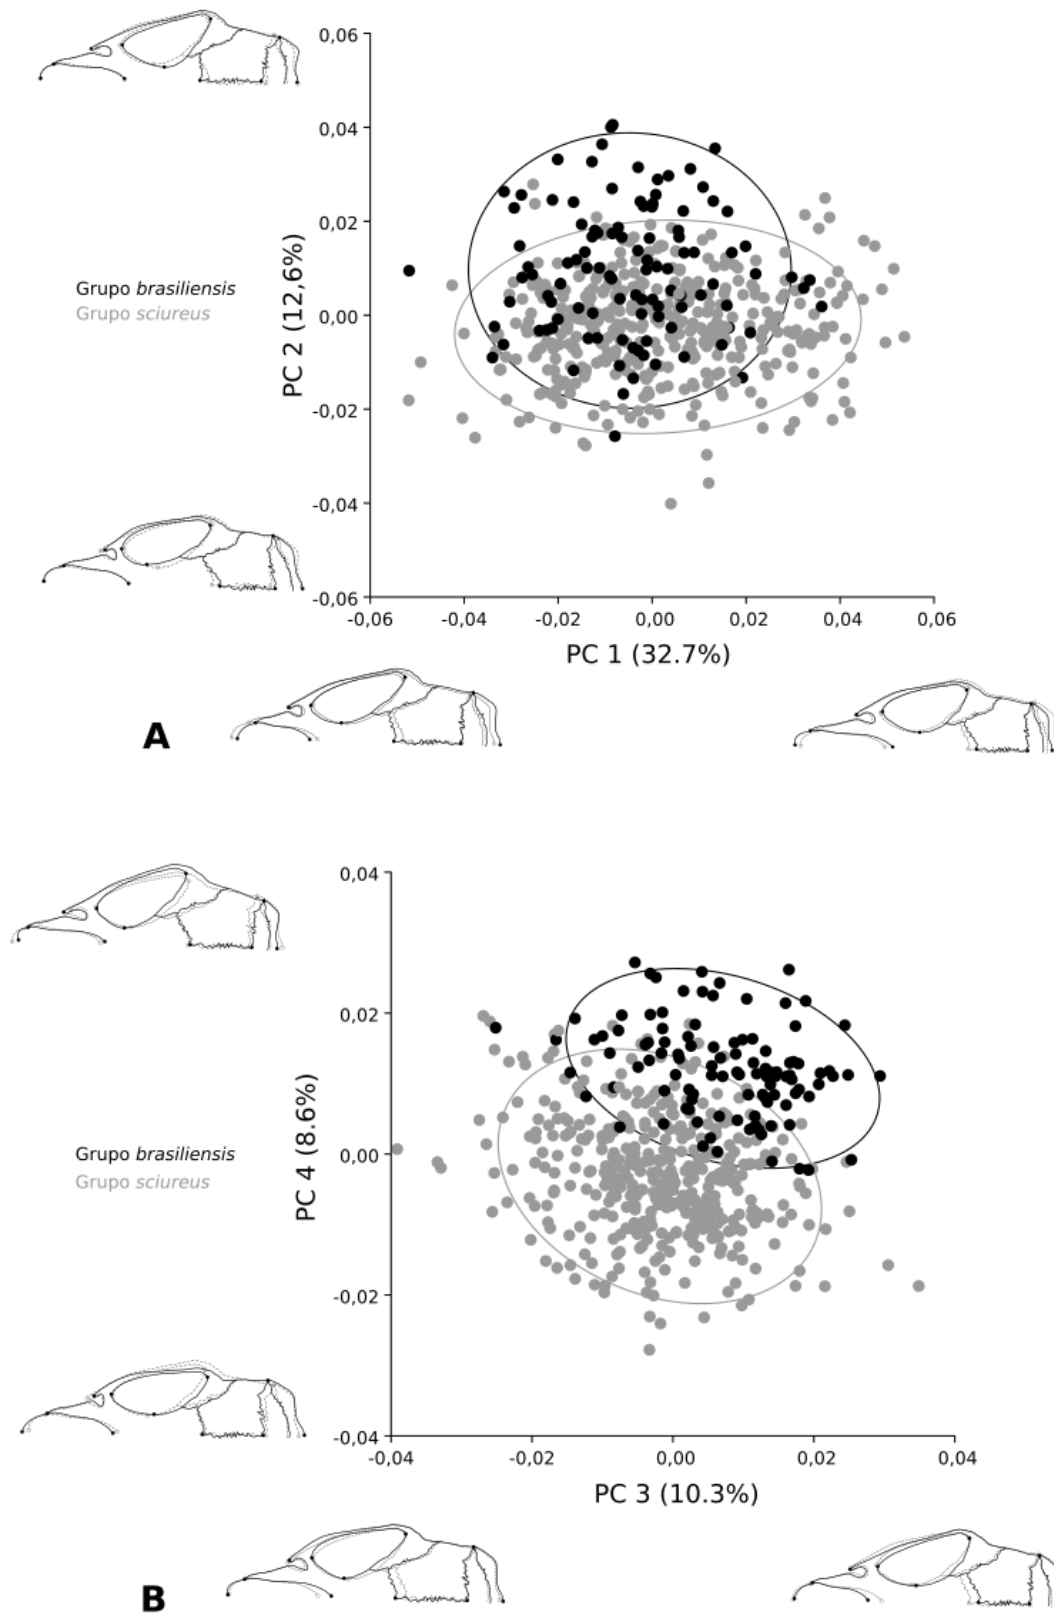 0,06
0,04
0,02
0,00
-0,02
-0,04
-0,06
PC 2 (12,6%)
Grupo brasiliensis
Grupo sciureus
-0,06 -0,04 -0,02 0,00 0,02 0,04 0,06
PC 1 (32.7%)
A
0,04
0,02
0,00
-0,02
-0,04
PC 4 (8.6%)
Grupo brasiliensis
Grupo sciureus
-0,04 -0,02 0,00 0,02 0,04
PC 3 (10.3%)
B